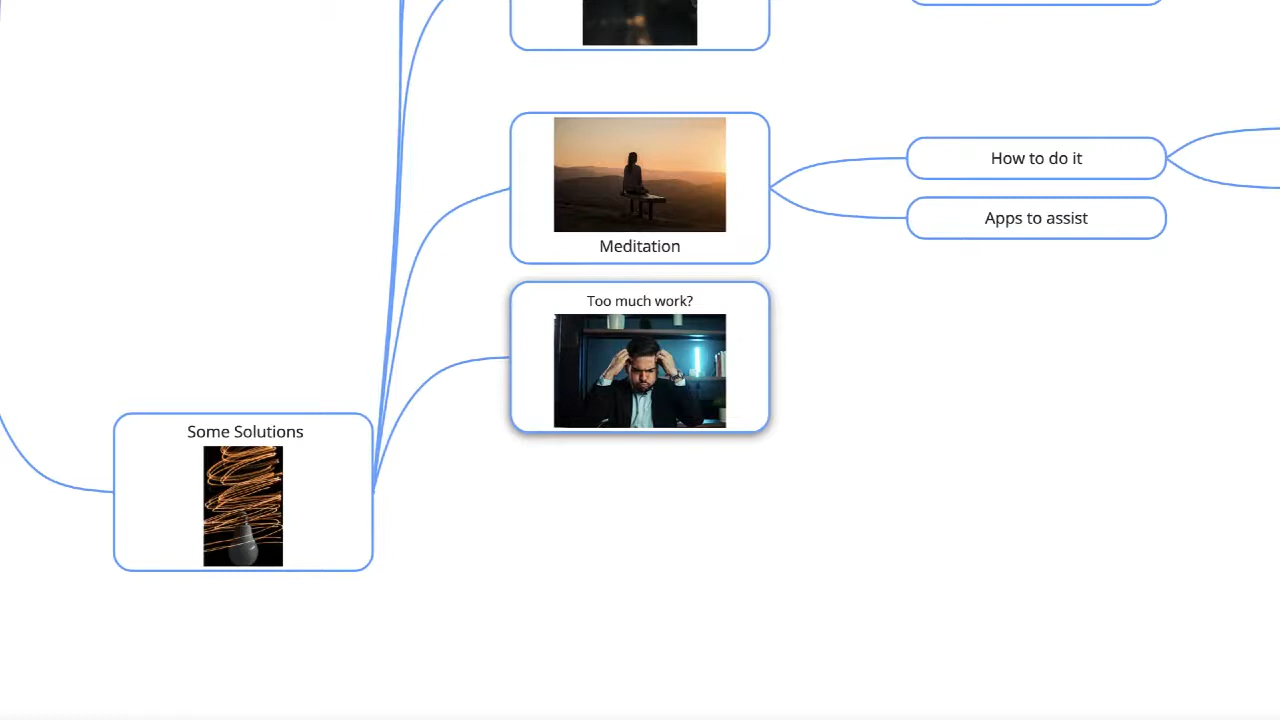 How to do it
Apps to assist
Meditation
Too much work?
Some Solutions